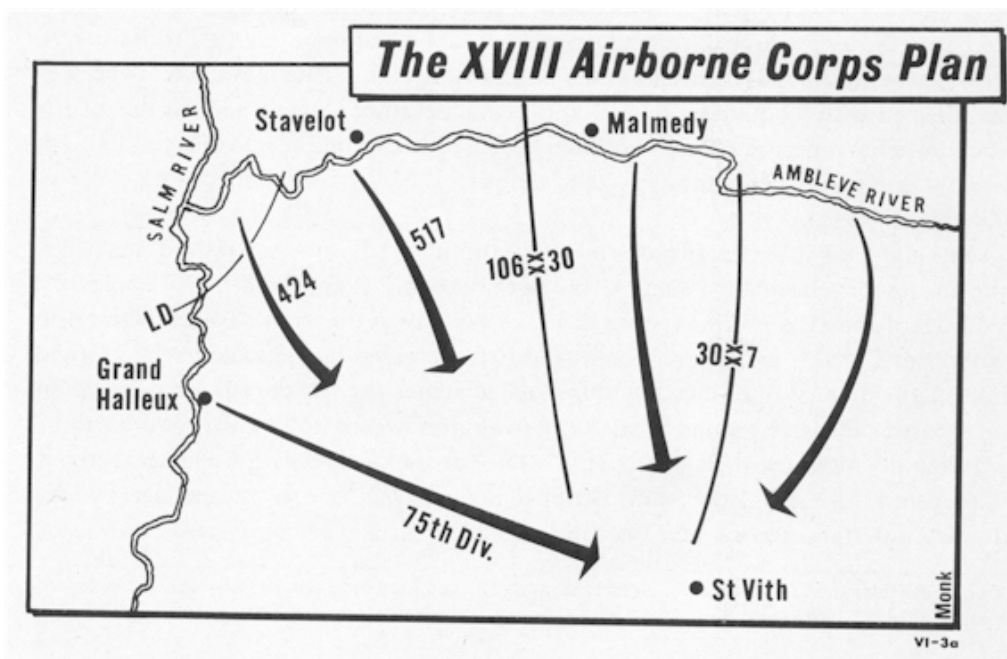 The XVIII Airborne Corps Plan
SALM RIVER
Stavelot
Malmedy
AMBLEVE RIVER
517
424
106 XX 30
LD
30 XX 7
Grand
Halleux
75th Div.
St Vith
Monk
VI-3a